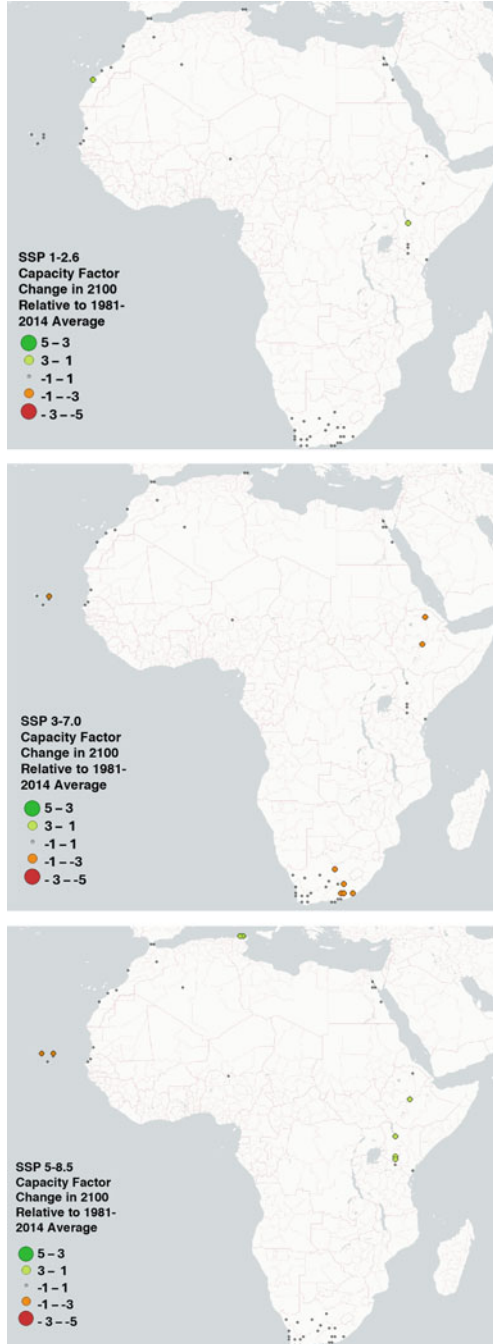 SSP 1-2.6
Capacity Factor
Change in 2100
Relative to 1981-
2014 Average
5 – 3
3 – 1
-1 – 1
-1 – -3
- 3 – -5
SSP 3-7.0
Capacity Factor
Change in 2100
Relative to 1981-
2014 Average
5 – 3
3 – 1
-1 – 1
-1 – -3
- 3 – -5
SSP 5-8.5
Capacity Factor
Change in 2100
Relative to 1981-
2014 Average
5 – 3
3 – 1
-1 – 1
-1 – -3
- 3 – -5